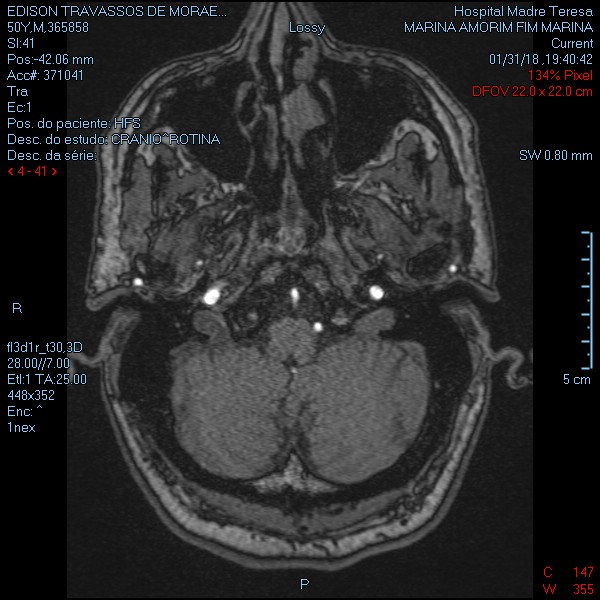 EDISON TRAVASSOS DE MORAE...
50Y,M,365858
Sl:41
Pos:-42.06 mm
Acc#: 371041
Tra
Ec:1
Pos. do paciente: HFS
Desc. do estudo: CRANIO^ROTINA
Desc. da série:
< 4 - 41 >
Lossy
Hospital Madre Teresa
MARINA AMORIM FIM MARINA
Current
01/31/18 ,19:40:42
134% Pixel
DFOV 22.0 x 22.0 cm
SW 0.80 mm
R
5 cm
fl3d1r_t30,3D
28.00//7.00
Etl:1 TA:25.00
448x352
Enc: ^
1nex
P
C 147
W 355